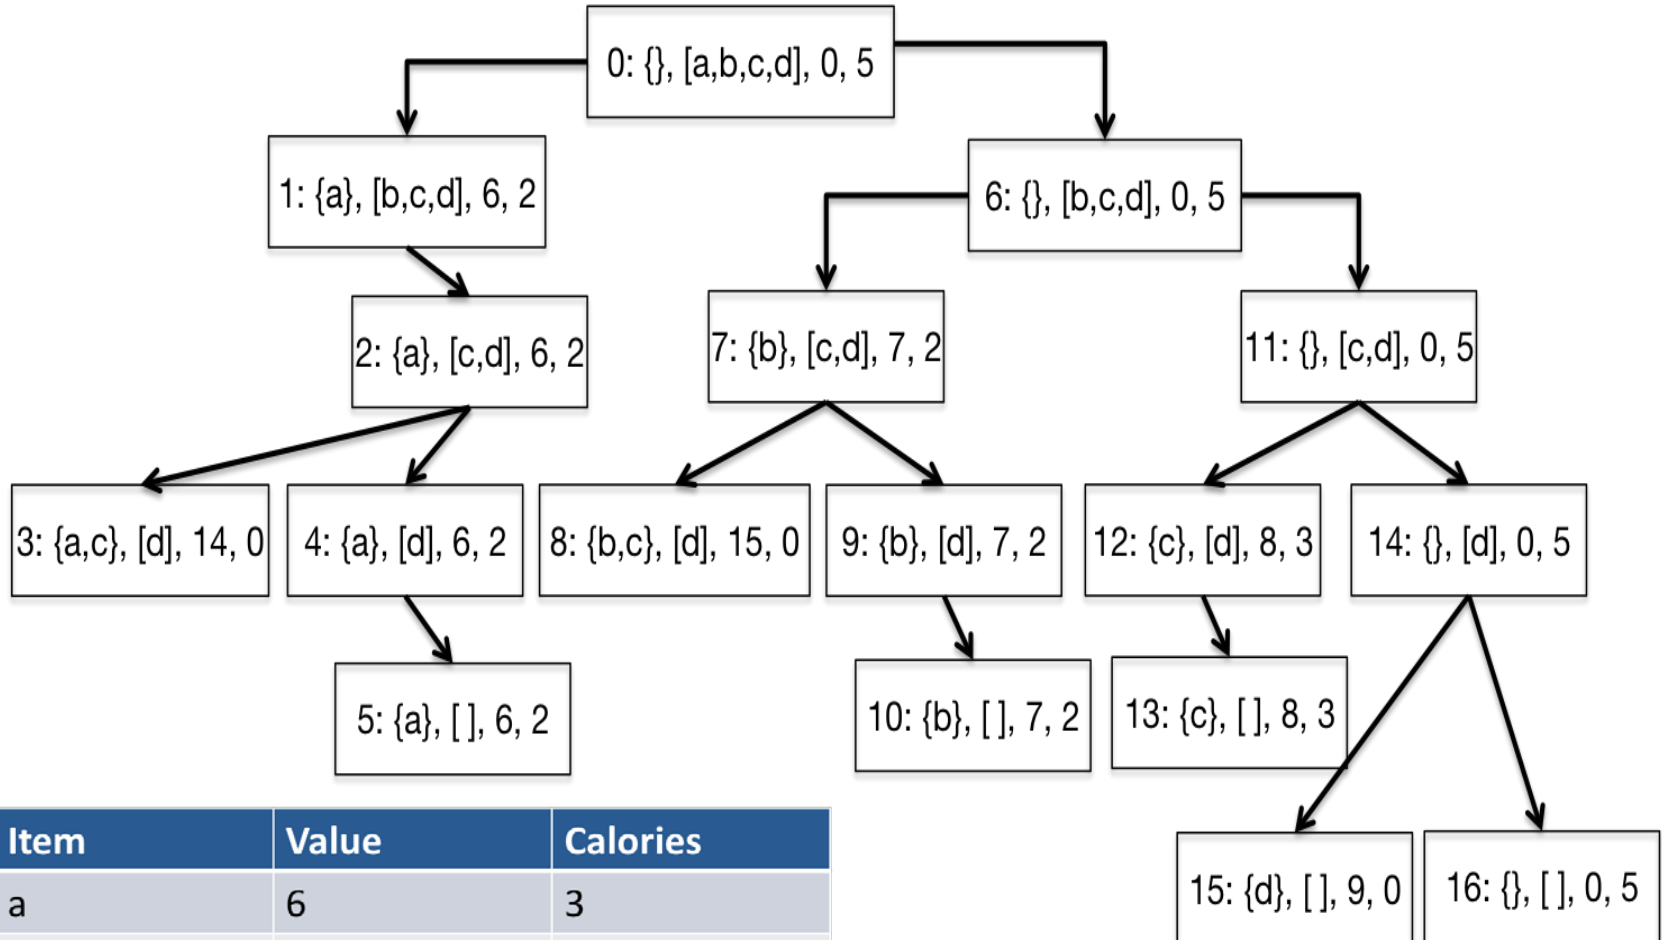 0: {}, [a,b,c,d], 0, 5
1: {a}, [b,c,d], 6, 2
6: {}, [b,c,d], 0, 5
2: {a}, [c,d], 6, 2
7: {b}, [c,d], 7, 2
11: {}, [c,d], 0, 5
3: {a,c}, [d], 14, 0
4: {a}, [d], 6, 2
8: {b,c}, [d], 15, 0
9: {b}, [d], 7, 2
12: {c}, [d], 8, 3
14: {}, [d], 0, 5
5: {a}, [ ], 6, 2
10: {b}, [ ], 7, 2
13: {c}, [ ], 8, 3
15: {d}, [ ], 9, 0
16: {}, [ ], 0, 5
Item Value Calories
a 6 3